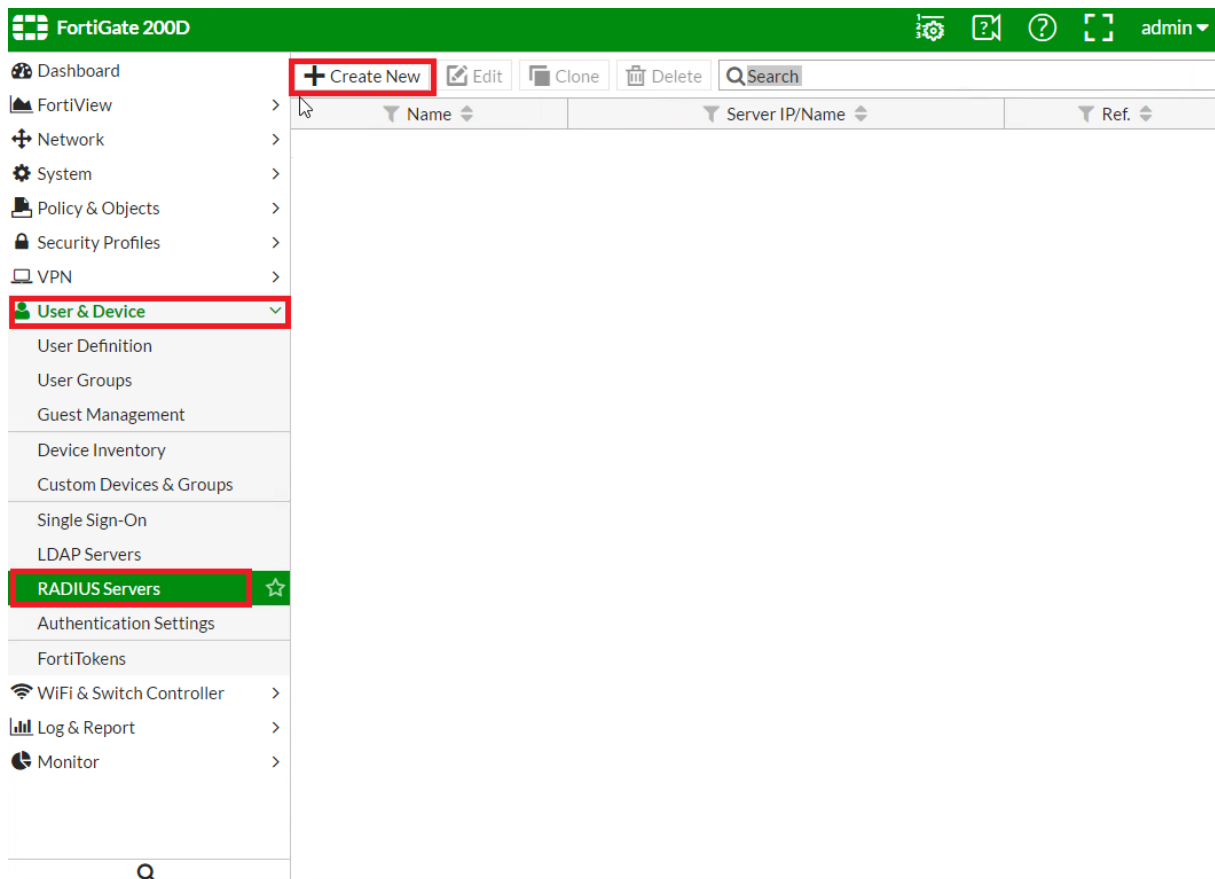 FortiGate 200D
admin
Dashboard
FortiView
Network
System
Policy & Objects
Security Profiles
VPN
User & Device
User Definition
User Groups
Guest Management
Device Inventory
Custom Devices & Groups
Single Sign-On
LDAP Servers
RADIUS Servers
Authentication Settings
FortiTokens
WiFi & Switch Controller
Log & Report
Monitor
Create New Edit Clone Delete Search
Name Server IP/Name Ref.